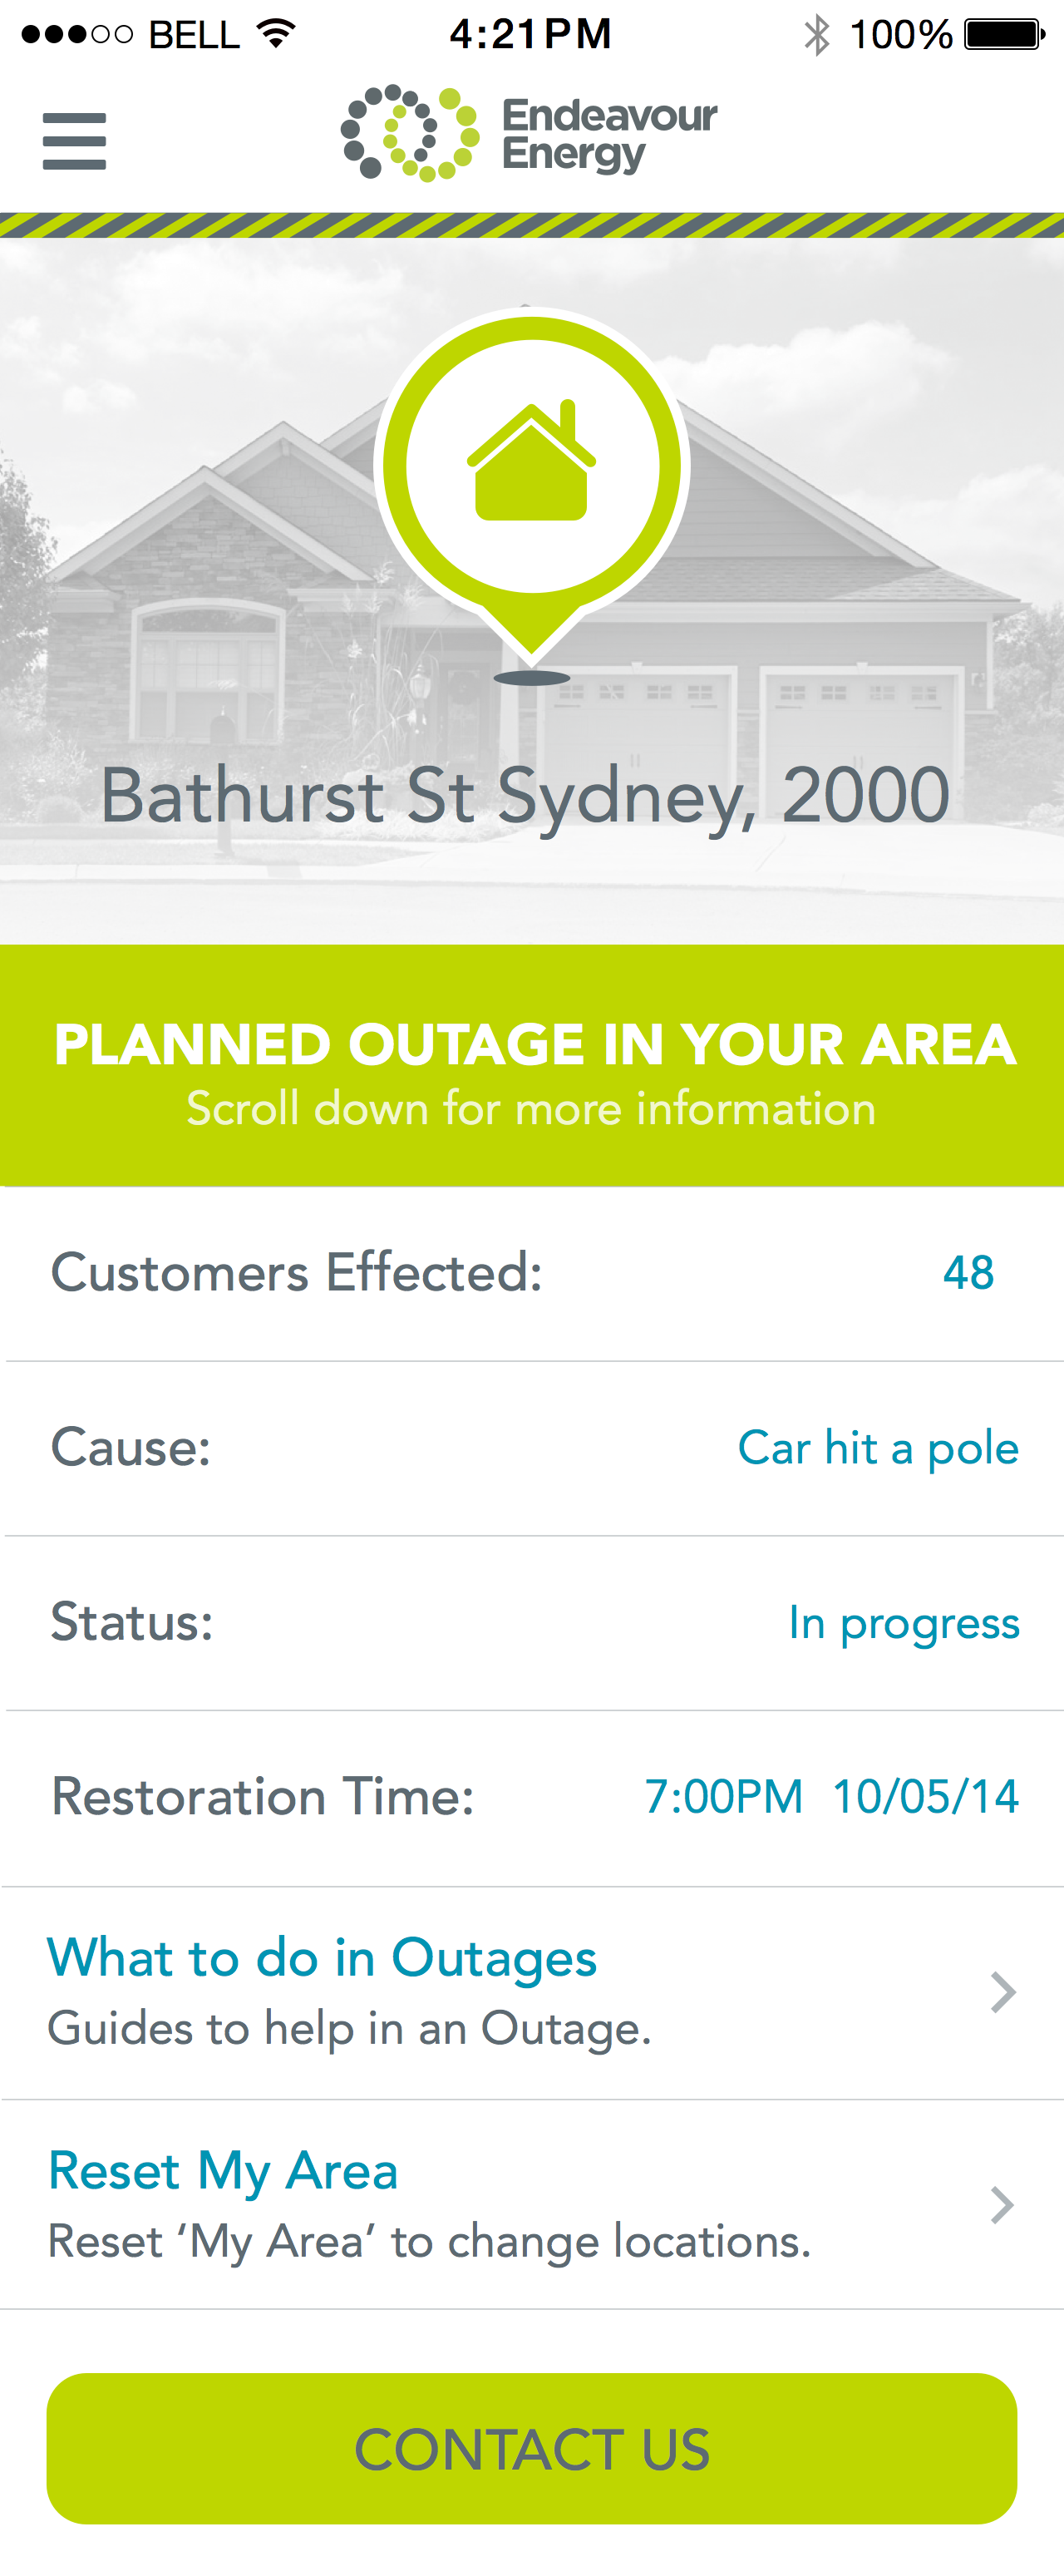 BELL 4:21PM 100%
Endeavour
Energy
Bathurst St Sydney, 2000
PLANNED OUTAGE IN YOUR AREA
Scroll down for more information
Customers Effected: 48
Cause: Car hit a pole
Status: In progress
Restoration Time: 7:00PM 10/05/14
What to do in Outages
Guides to help in an Outage.
Reset My Area
Reset ‘My Area’ to change locations.
CONTACT US